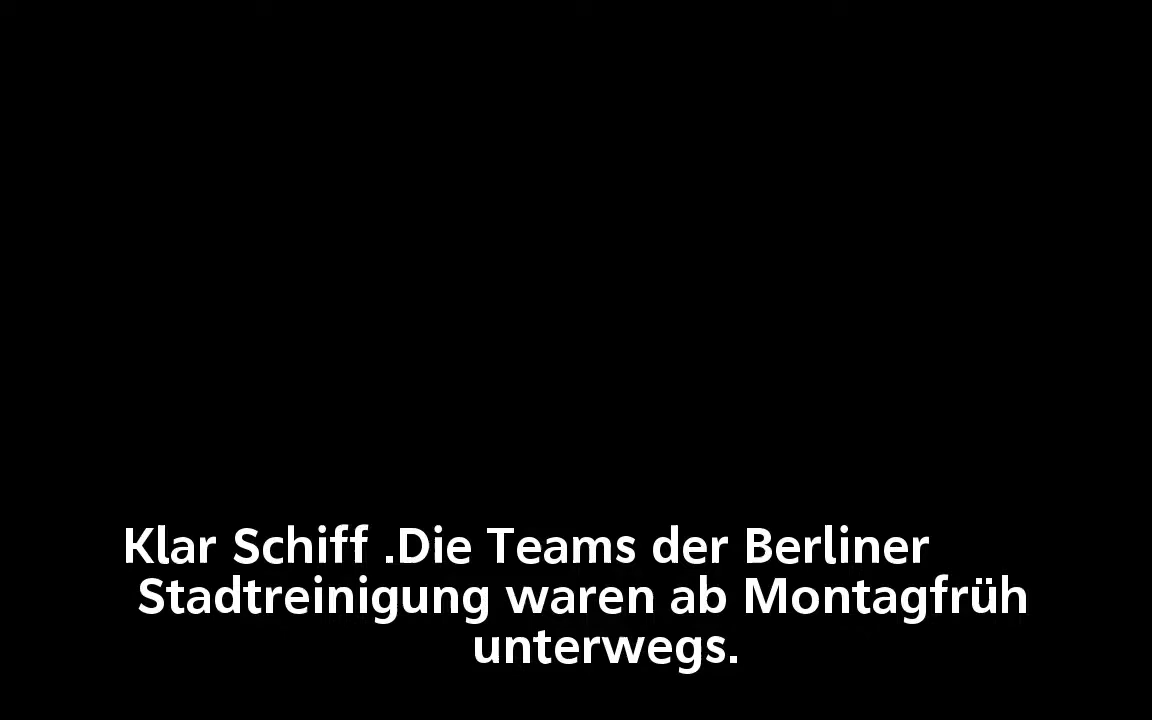 Klar Schiff .Die Teams der Berliner
Stadtreinigung waren ab Montagfrüh
unterwegs.